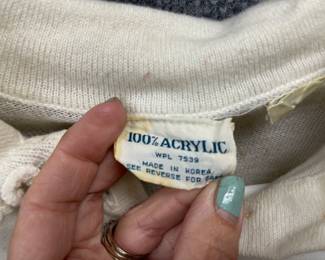 100% ACRYLIC
WPL 7539
MADE IN KOREA
SEE REVERSE FOR